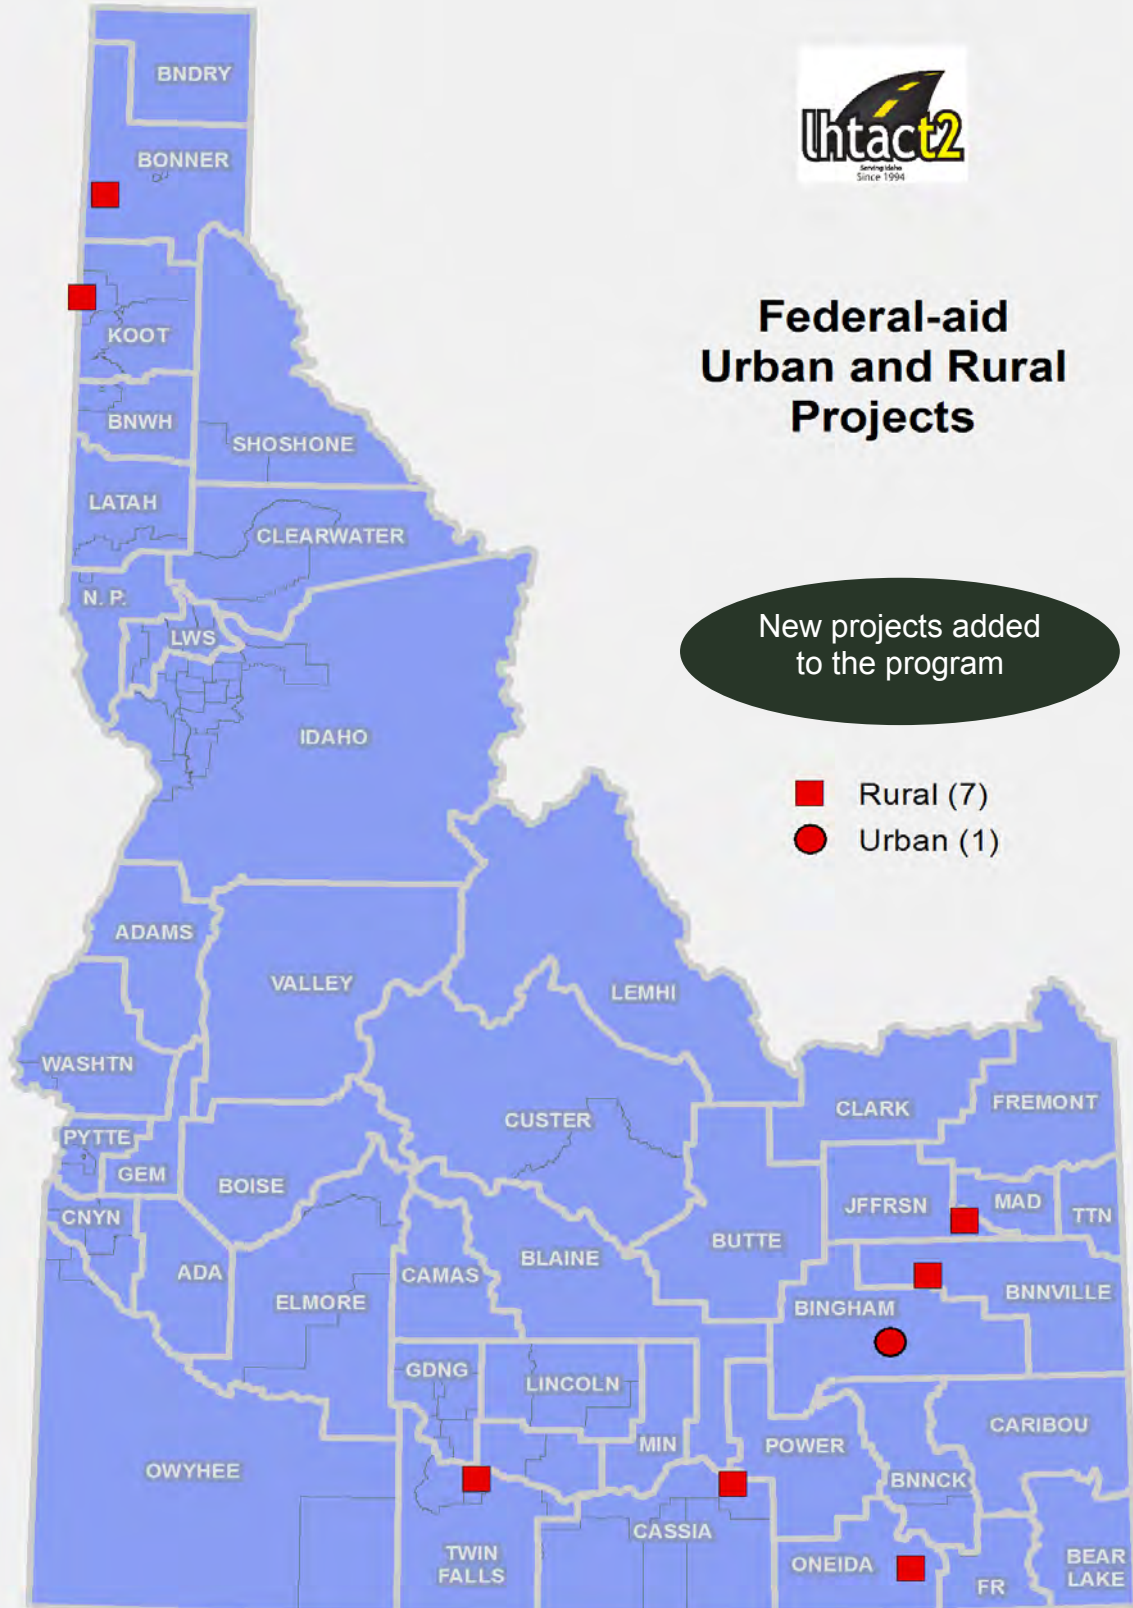 BNDRY
BONNER
lhtact2
Serving Idaho
Since 1994
Federal-aid
Urban and Rural
Projects
KOOT
BNWH
SHOSHONE
LATAH
CLEARWATER
N. P.
LWS
New projects added
to the program
IDAHO
Rural (7)
Urban (1)
ADAMS
VALLEY
LEMHI
WASHTN
CLARK
FREMONT
CUSTER
PYTTE
GEM
BOISE
JFFRSN
MAD
TTN
CNYN
BUTTE
BLAINE
ADA
CAMAS
ELMORE
BNNVILLE
BINGHAM
GDNG
LINCOLN
CARIBOU
MIN
POWER
OWYHEE
BNNCK
CASSIA
TWIN
FALLS
ONEIDA
BEAR
LAKE
FR